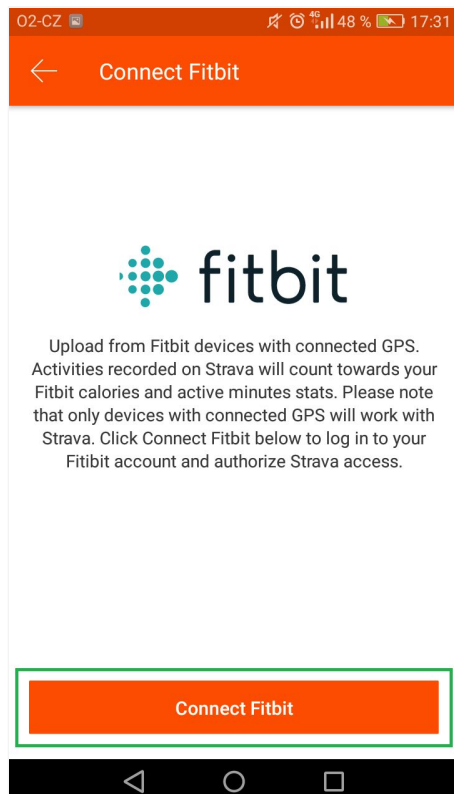 O2-CZ 4G 48 % 17:31
Connect Fitbit
fitbit
Upload from Fitbit devices with connected GPS.
Activities recorded on Strava will count towards your
Fitbit calories and active minutes stats. Please note
that only devices with connected GPS will work with
Strava. Click Connect Fitbit below to log in to your
Fitibit account and authorize Strava access.
Connect Fitbit